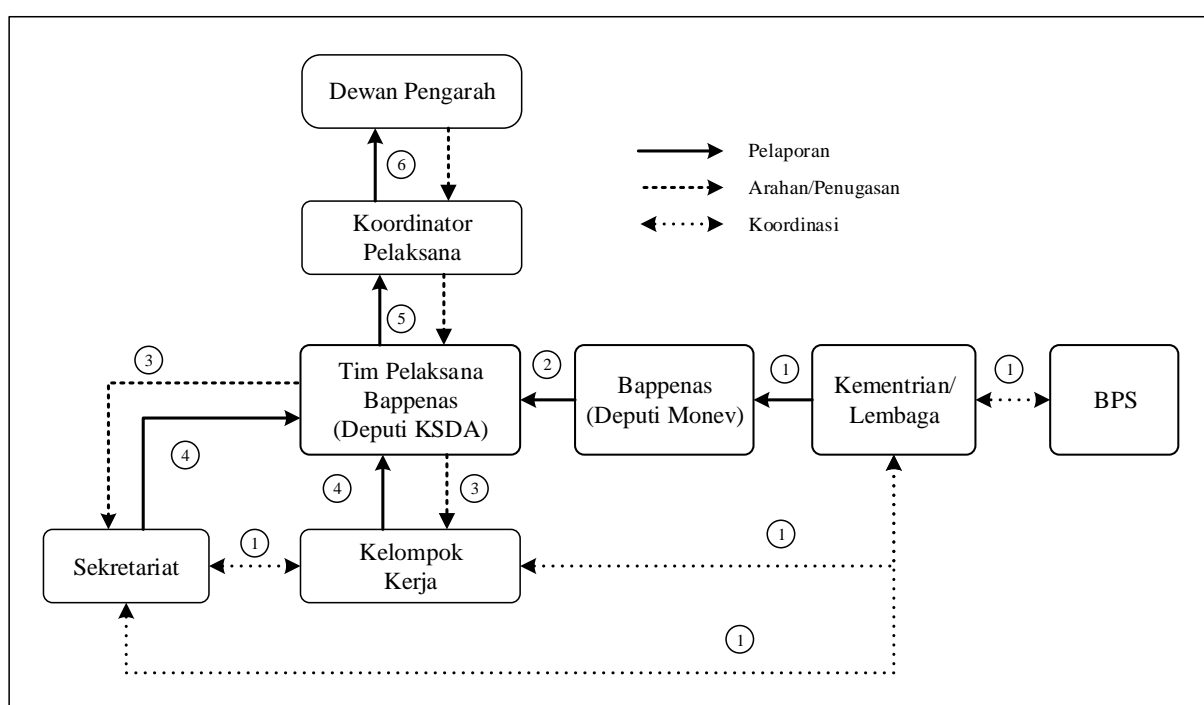 Dewan Pengarah
6
Pelaporan
Arahan/Penugasan
Koordinasi
Koordinator
Pelaksana
5
3
Tim Pelaksana
Bappenas
(Deputi KSDA)
2
Bappenas
(Deputi Monev)
1
Kementrian/
Lembaga
1
BPS
4
4
3
Sekretariat
1
Kelompok
Kerja
1
1